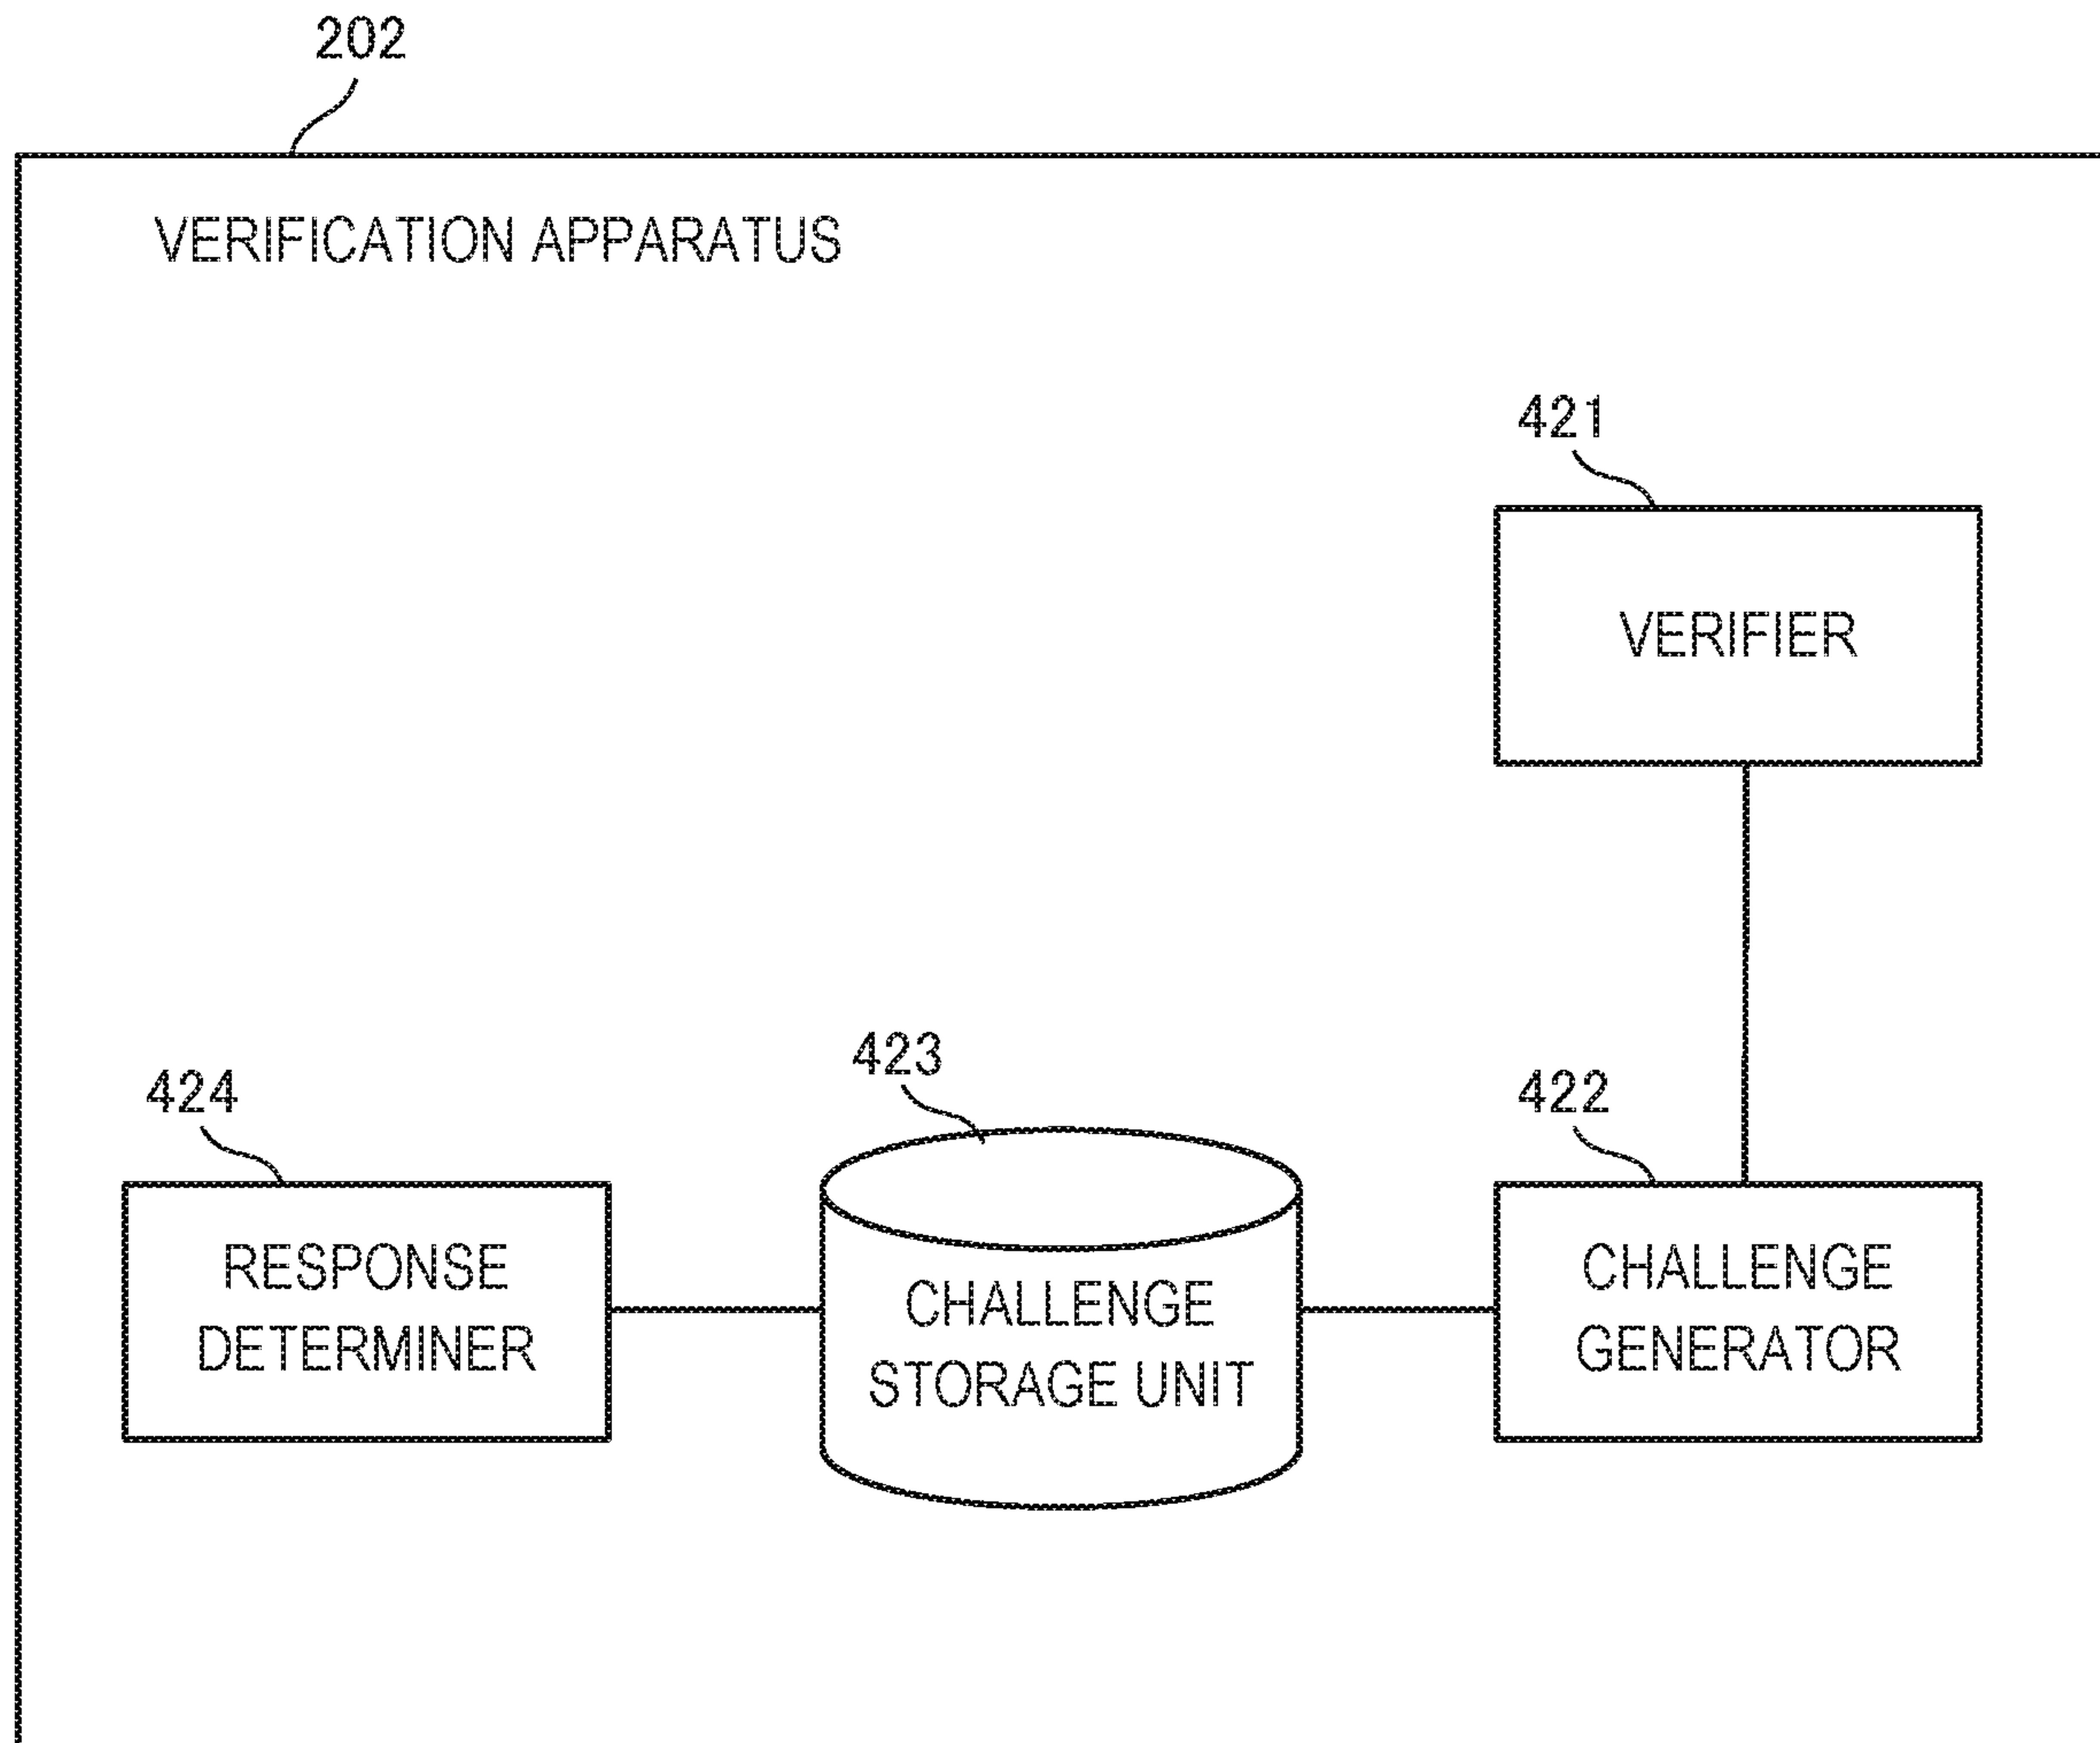 202
VERIFICATION APPARATUS
421
VERIFIER
424
423
422
RESPONSE
DETERMINER
CHALLENGE
STORAGE UNIT
CHALLENGE
GENERATOR